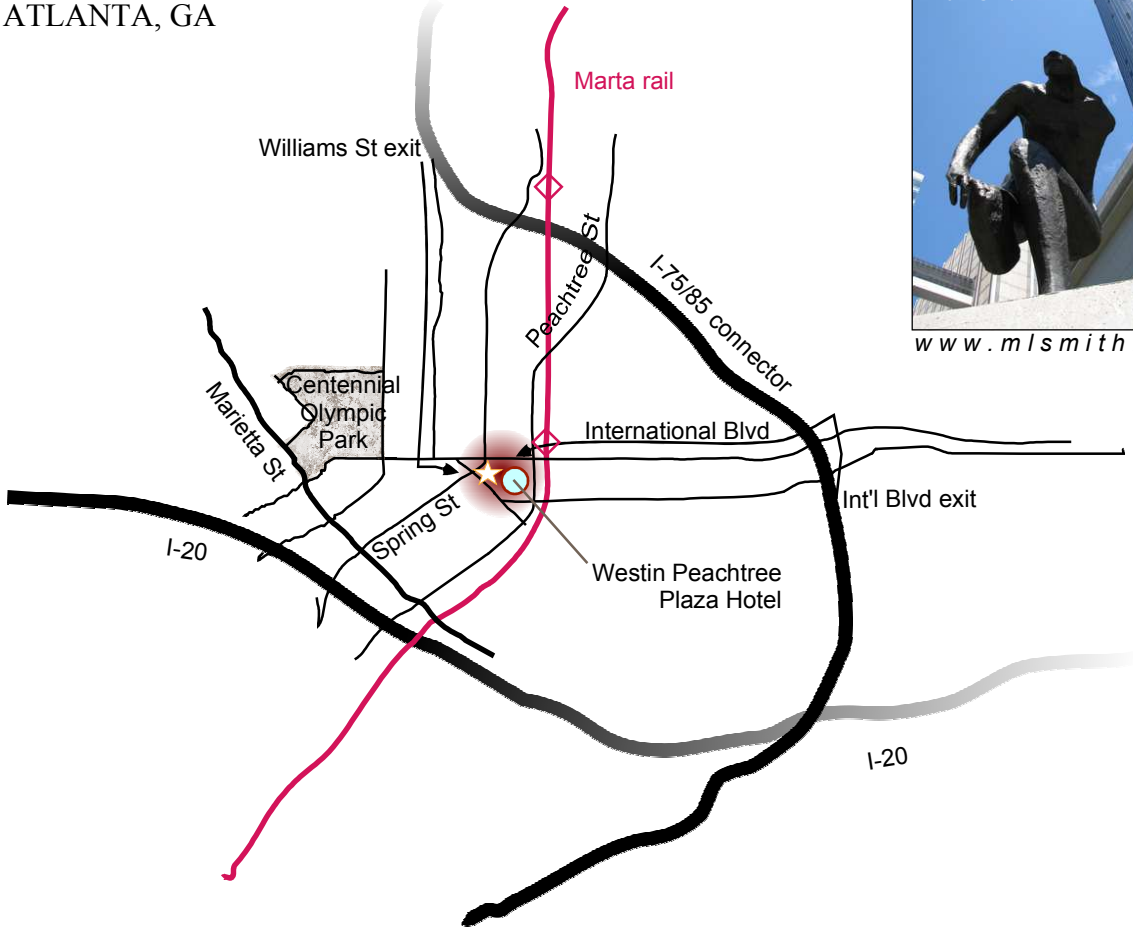 ATLANTA, GA
Marta rail
Williams St exit
Peachtree St
I-75/85 connector
www.mlsmith
Centennial
Olympic
Park
Marietta St
International Blvd
Int'l Blvd exit
Spring St
I-20
Westin Peachtree
Plaza Hotel
I-20